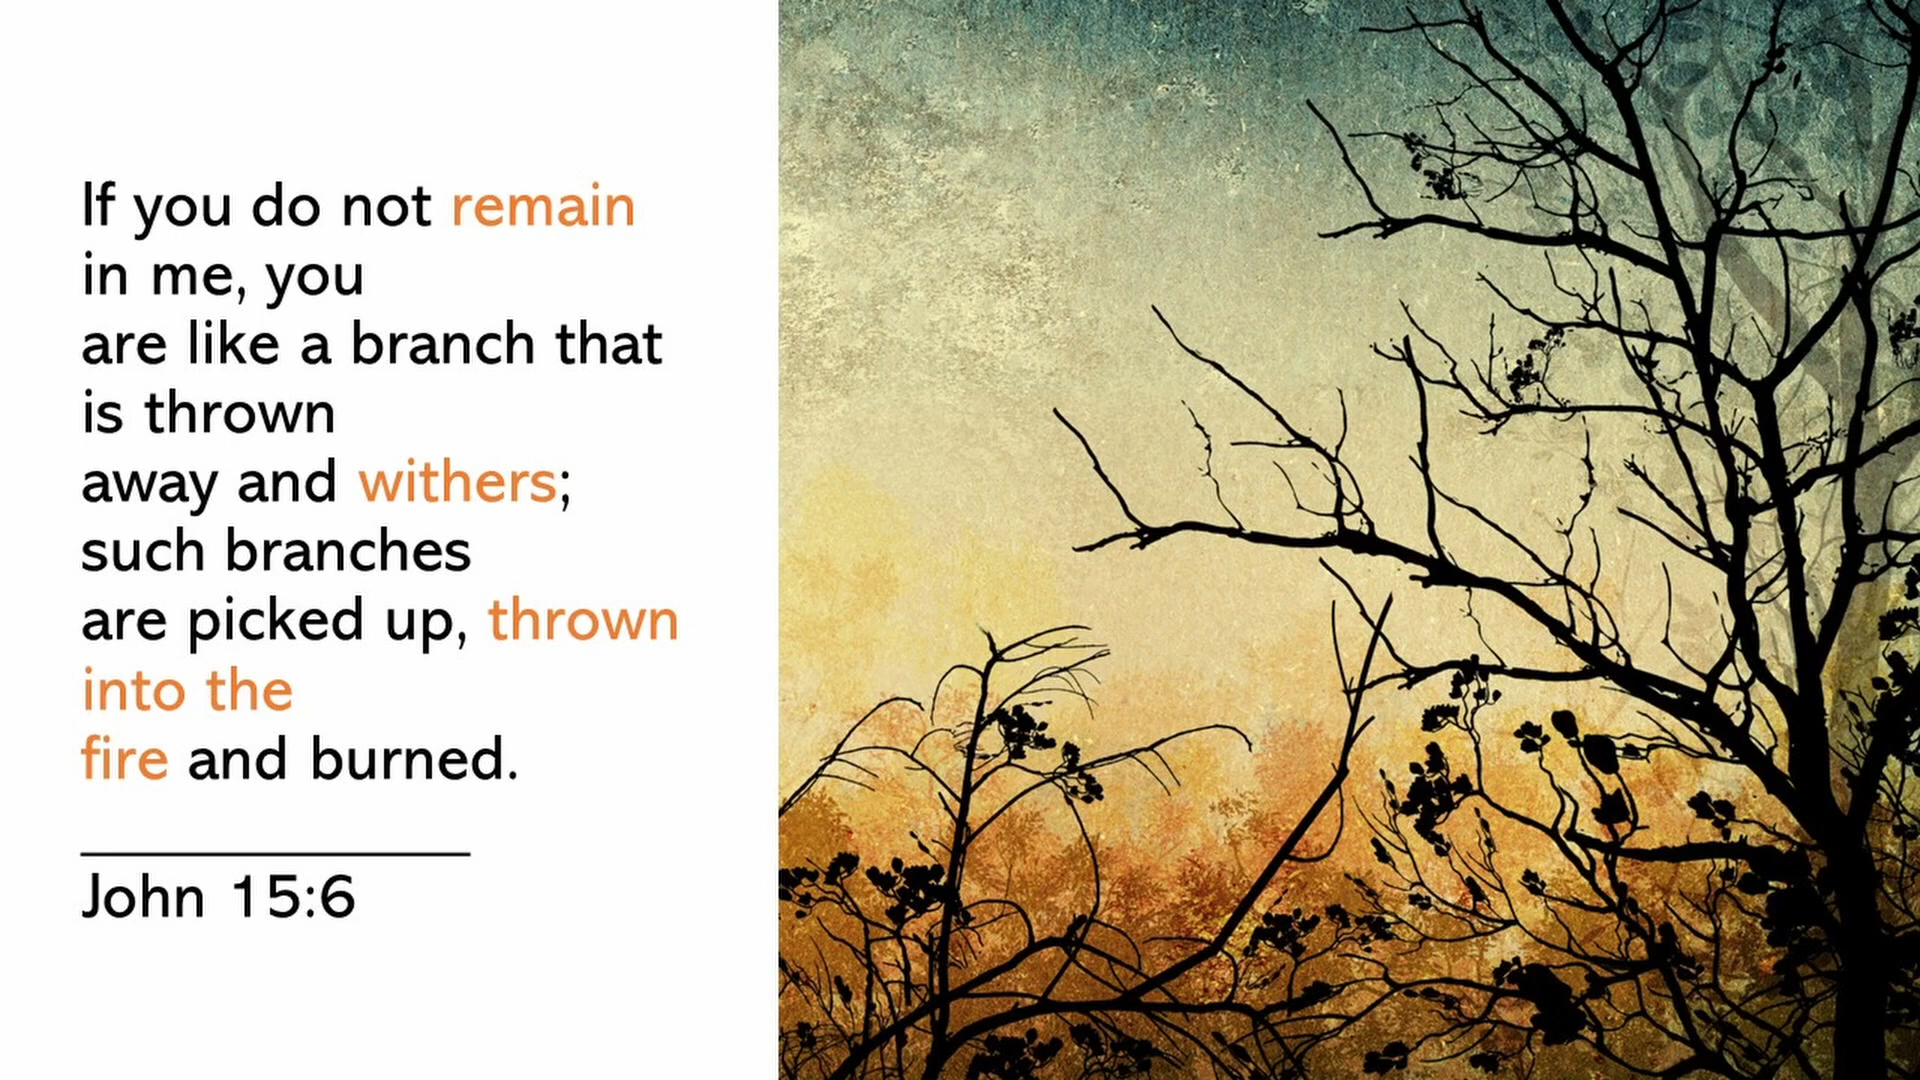 If you do not remain
in me, you
are like a branch that
is thrown
away and withers;
such branches
are picked up, thrown
into the
fire and burned.
John 15:6